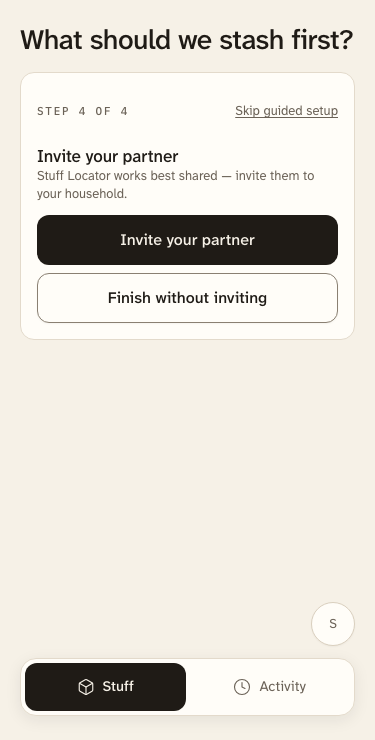 What should we stash first?
STEP 4 OF 4
Skip guided setup
Invite your partner
Stuff Locator works best shared — invite them to
your household.
Invite your partner
Finish without inviting
S
Stuff
Activity